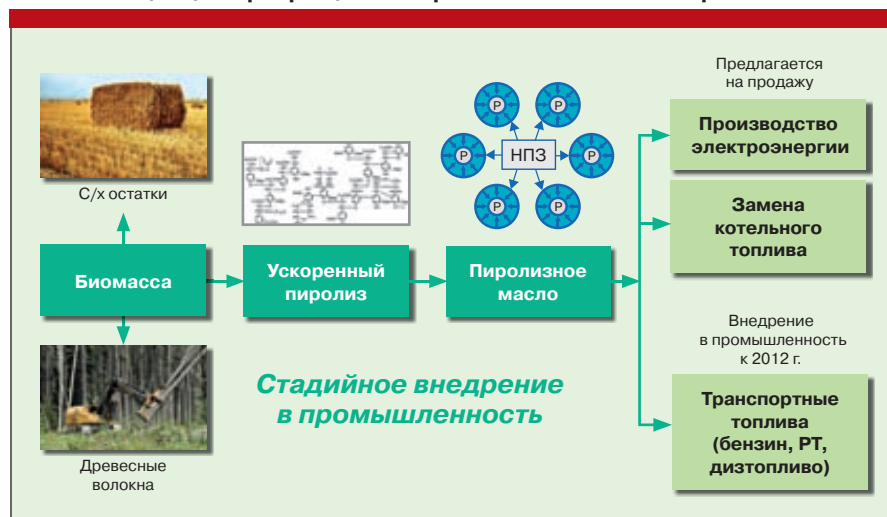 Предлагается
на продажу
Производство
электроэнергии
P
P
P
НПЗ
P
P
P
С/х остатки
Замена
котельного
топлива
Биомасса
Ускоренный
пиролиз
Пиролизное
масло
Внедрение
в промышленность
к 2012 г.
Стадийное внедрение
в промышленность
Транспортные
топлива
(бензин, РТ,
дизтопливо)
Древесные
волокна